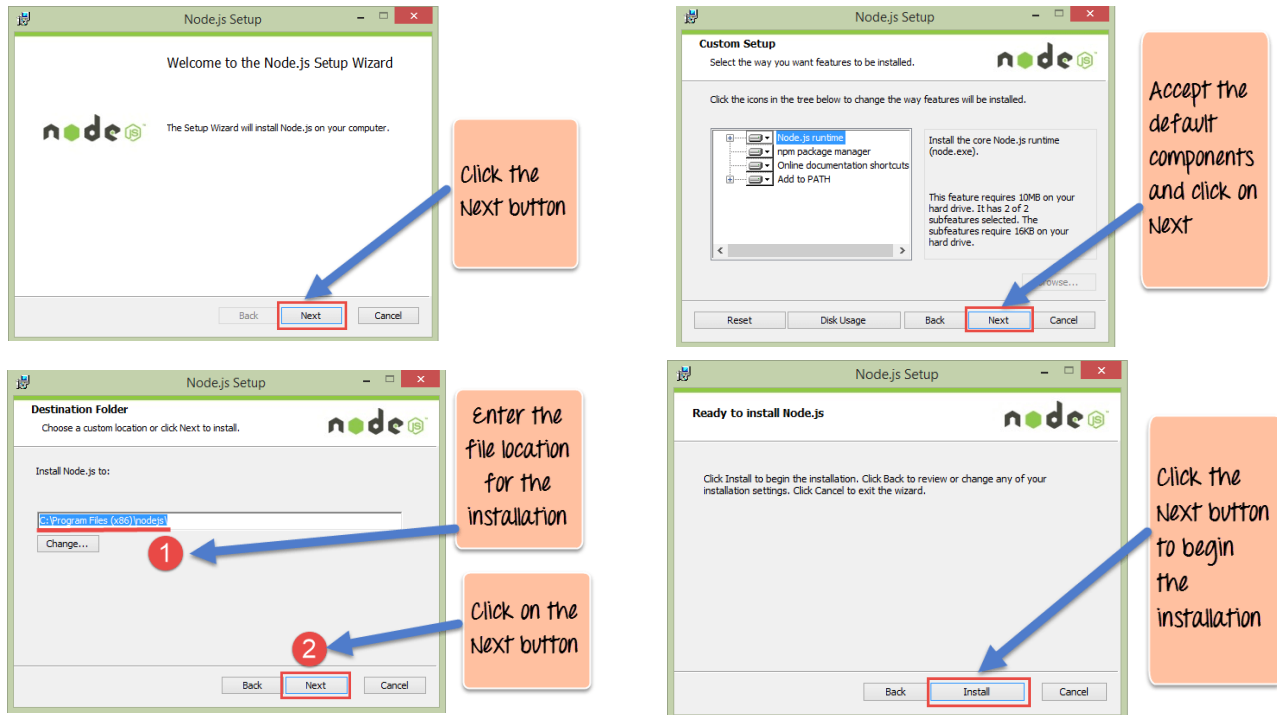 Node.js Setup
Welcome to the Node.js Setup Wizard
node JS
The Setup Wizard will install Node.js on your computer.
Back
Next
Cancel
Click the
Next button
Node.js Setup
Custom Setup
Select the way you want features to be installed.
node JS
Click the icons in the tree below to change the way features will be installed.
Node.js runtime
npm package manager
Online documentation shortcuts
Add to PATH
Install the core Node.js runtime
(node.exe).
This feature requires 10MB on your
hard drive. It has 2 of 2
subfeatures selected. The
subfeatures require 16KB on your
hard drive.
Browse...
Reset
Disk Usage
Back
Next
Cancel
Accept the
default
components
and click on
Next
Node.js Setup
Destination Folder
Choose a custom location or click Next to install.
node JS
Install Node.js to:
C:\Program Files (x86)\nodejs\
Change...
1
2
Back
Next
Cancel
Enter the
file location
for the
installation
Click on the
Next button
Node.js Setup
Ready to install Node.js
node JS
Click Install to begin the installation. Click Back to review or change any of your
installation settings. Click Cancel to exit the wizard.
Back
Install
Cancel
Click the
Next button
to begin
the
installation